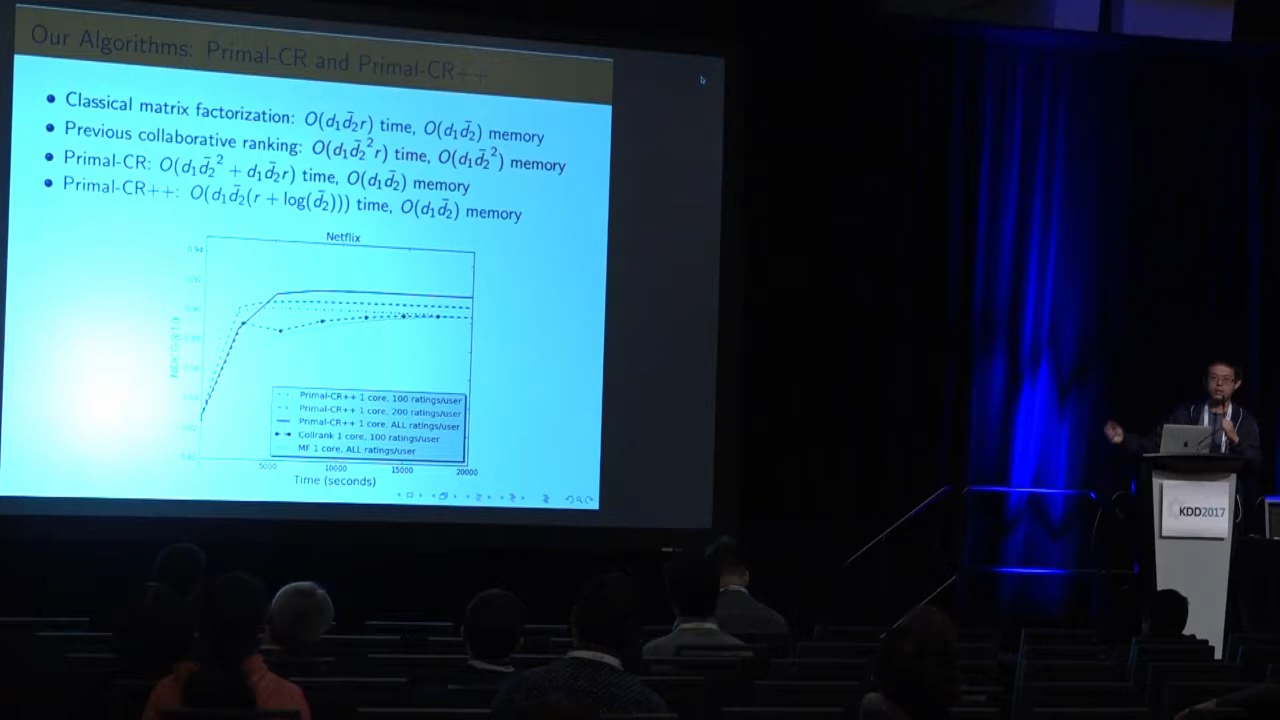 Our Algorithms: Primal-CR and Primal-CR++
• Classical matrix factorization: O(d₁d̄₂r) time, O(d₁d̄₂) memory
• Previous collaborative ranking: O(d₁d̄₂²r) time, O(d₁d̄₂²) memory
• Primal-CR: O(d₁d̄₂² + d₁d̄₂r) time, O(d₁d̄₂) memory
• Primal-CR++: O(d₁d̄₂(r + log(d̄₂))) time, O(d₁d̄₂) memory
Netflix
0.94
Primal-CR++ 1 core, 100 ratings/user
Primal-CR++ 1 core, 200 ratings/user
Primal-CR++ 1 core, ALL ratings/user
Collrank 1 core, 100 ratings/user
MF 1 core, ALL ratings/user
5000 10000 15000 20000
Time (seconds)
KDD2017